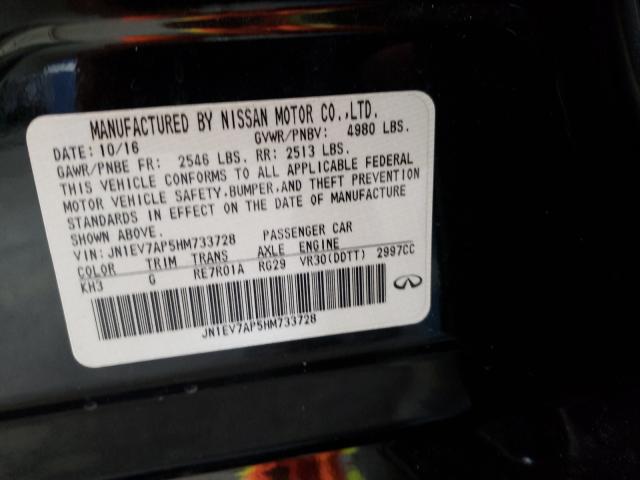 MANUFACTURED BY NISSAN MOTOR CO.,LTD.
DATE: 10/16 GVWR/PNBV: 4980 LBS.
GAWR/PNBE FR: 2546 LBS. RR: 2513 LBS.
THIS VEHICLE CONFORMS TO ALL APPLICABLE FEDERAL
MOTOR VEHICLE SAFETY,BUMPER,AND THEFT PREVENTION
STANDARDS IN EFFECT ON THE DATE OF MANUFACTURE
SHOWN ABOVE.
VIN: JN1EV7AP5HM733728 PASSENGER CAR
COLOR TRIM TRANS AXLE ENGINE
KH3 G RE7R01A RG29 VR30(DDTT) 2997CC
JN1EV7AP5HM733728